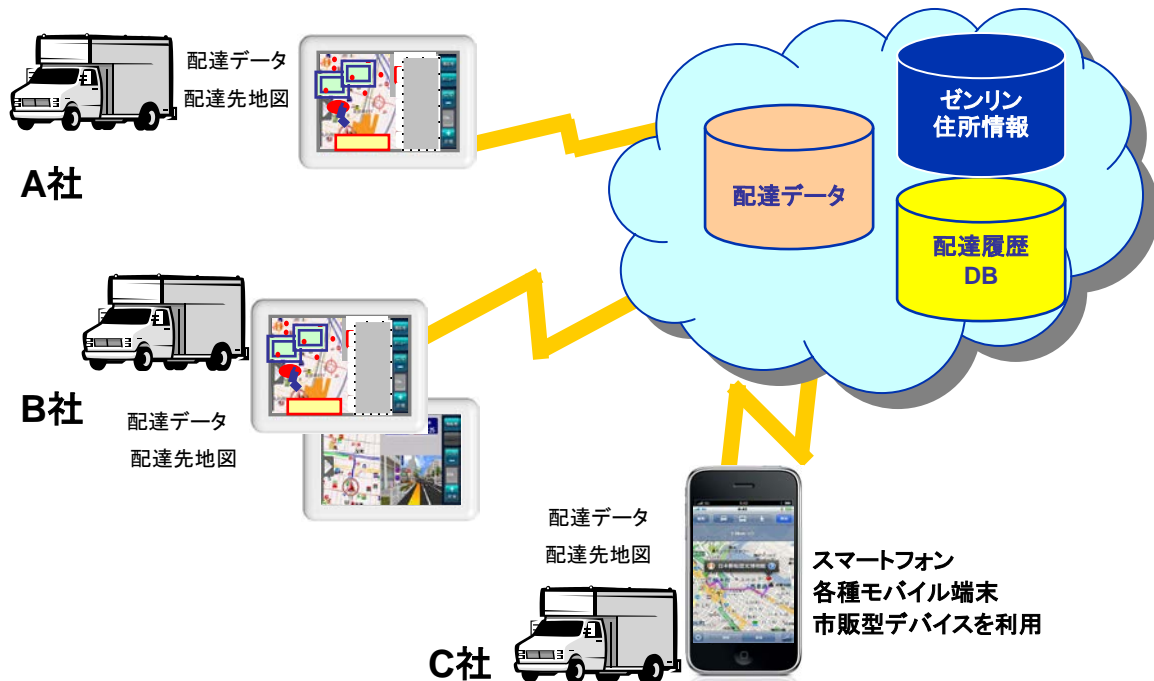 配達データ
配達先地図
A社
ゼンリン
住所情報
配達データ
配達履歴
DB
B社
配達データ
配達先地図
配達データ
配達先地図
C社
スマートフォン
各種モバイル端末
市販型デバイスを利用